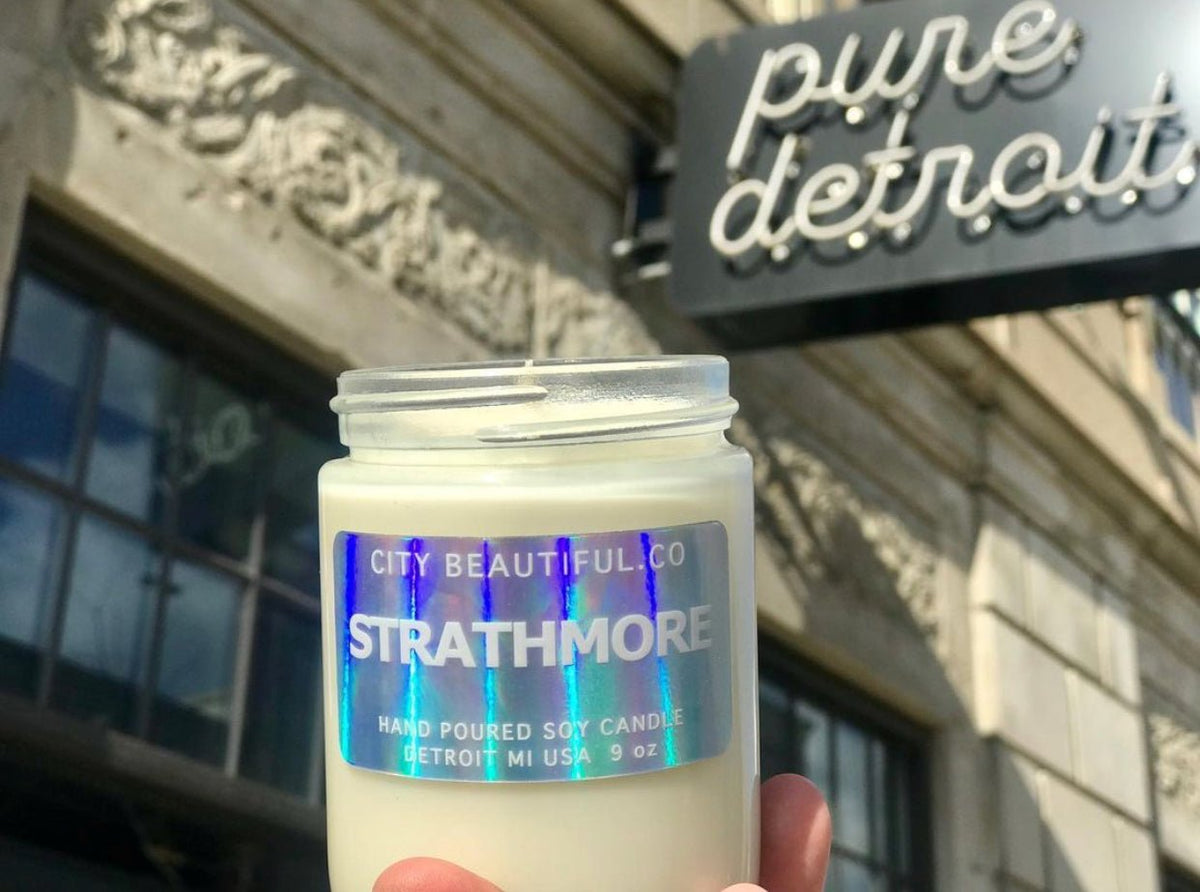 pure
detroit
CITY BEAUTIFUL.CO
STRATHMORE
HAND POURED SOY CANDLE
DETROIT MI USA 9 oz